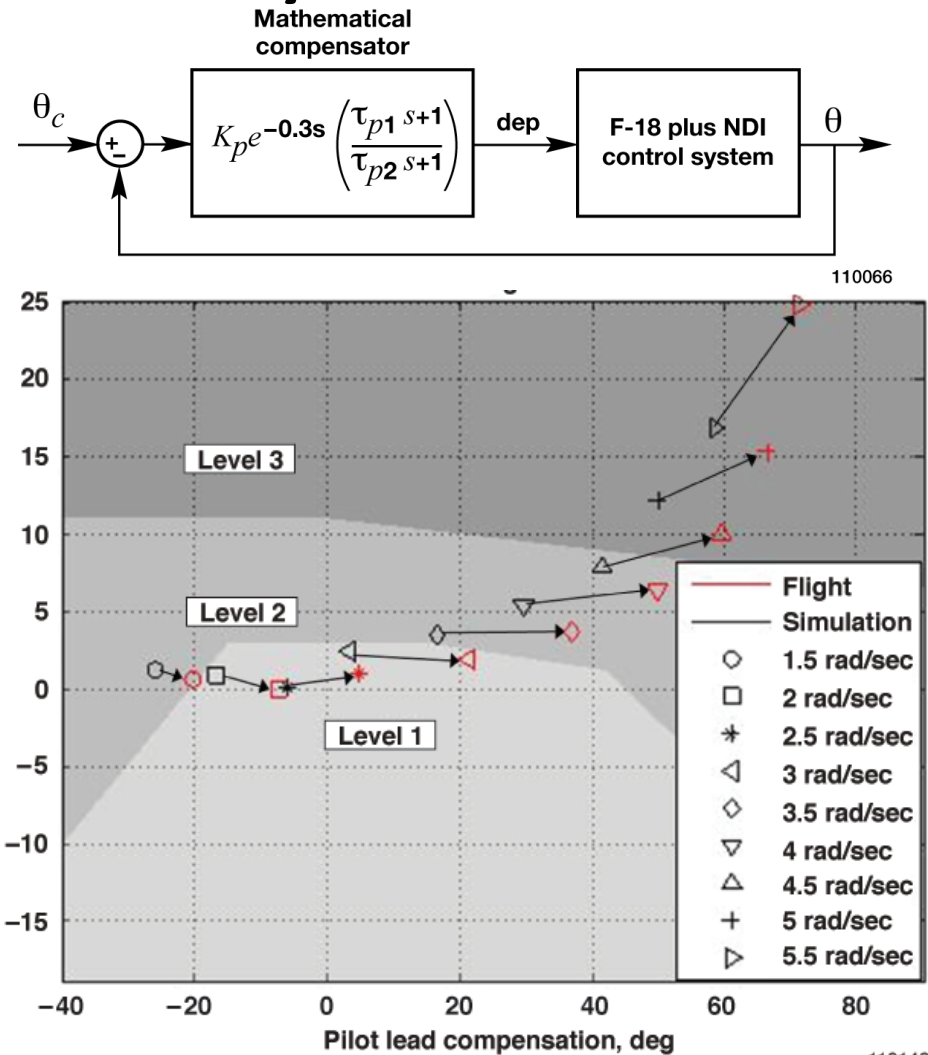 Mathematical
compensator
θc
+
−
Kpe−0.3s (τp1 s+1 / τp2 s+1)
dep
F-18 plus NDI
control system
θ
110066
25
20
15
10
5
0
−5
−10
−15
Level 3
Level 2
Level 1
Flight
Simulation
1.5 rad/sec
2 rad/sec
2.5 rad/sec
3 rad/sec
3.5 rad/sec
4 rad/sec
4.5 rad/sec
5 rad/sec
5.5 rad/sec
−40 −20 0 20 40 60 80
Pilot lead compensation, deg